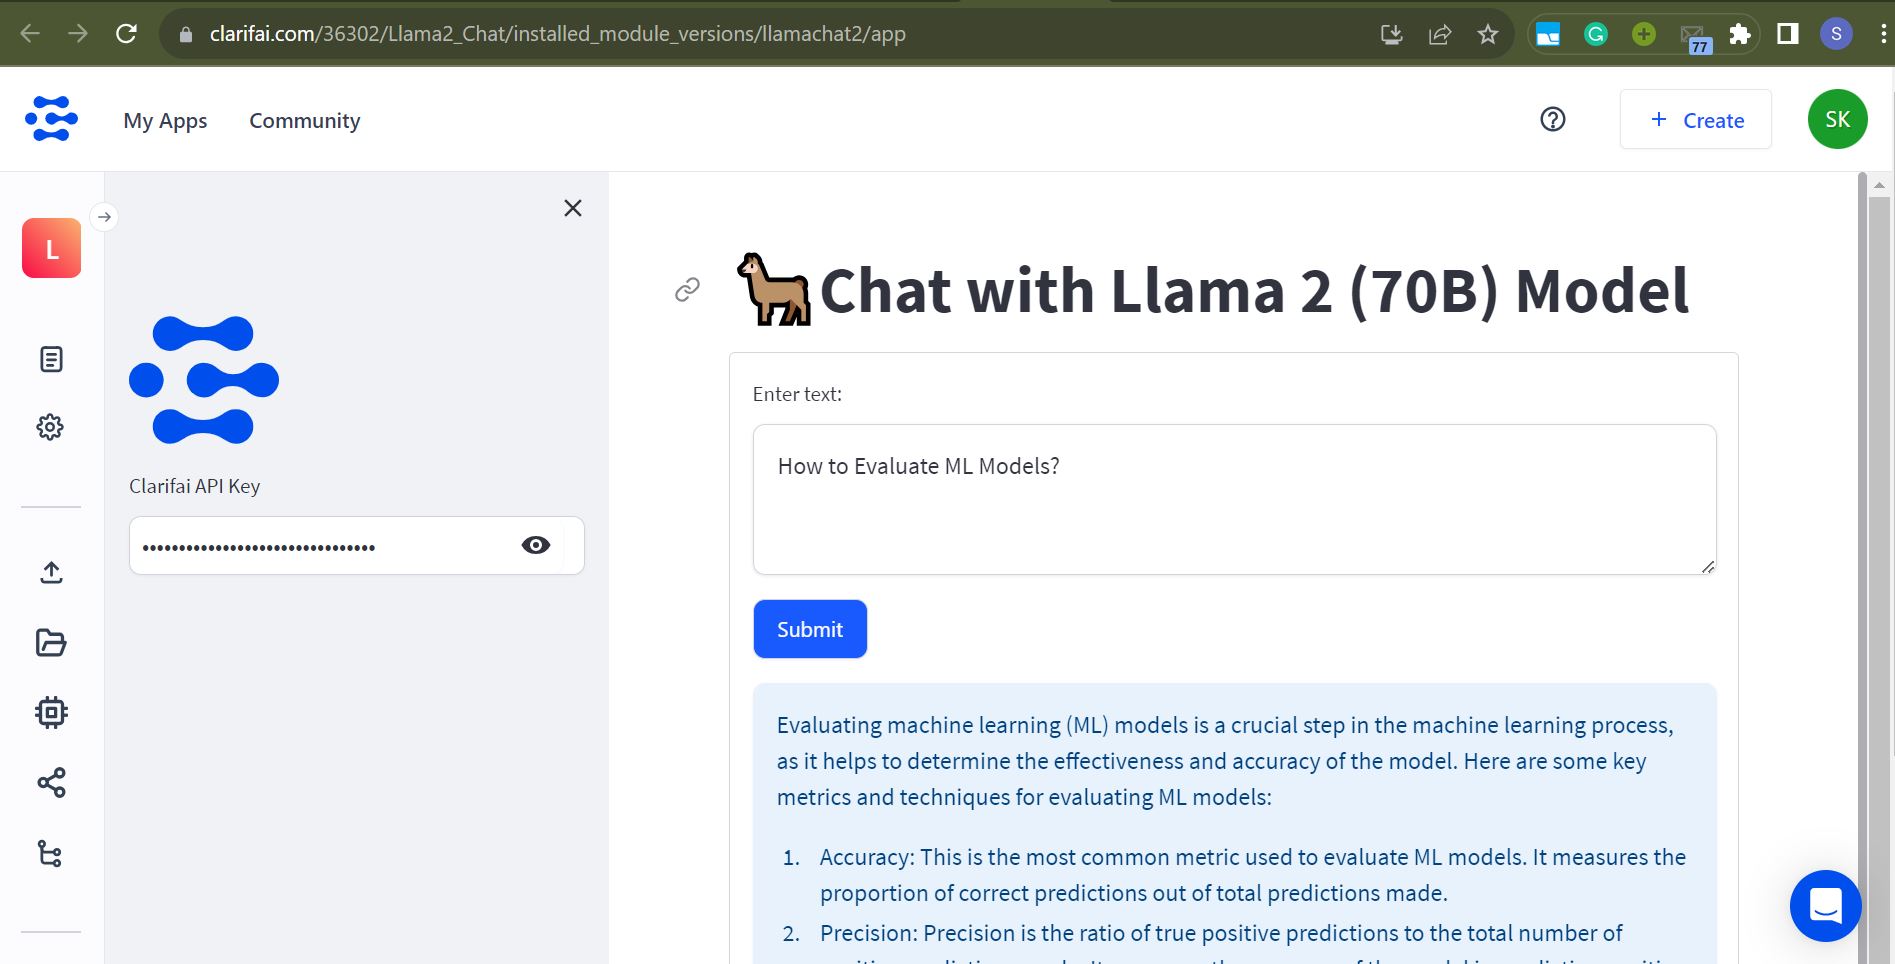 clarifai.com/36302/Llama2_Chat/installed_module_versions/llamachat2/app
77
S
My Apps
Community
Create
SK
L
Chat with Llama 2 (70B) Model
Enter text:
How to Evaluate ML Models?
Clarifai API Key
Submit
Evaluating machine learning (ML) models is a crucial step in the machine learning process,
as it helps to determine the effectiveness and accuracy of the model. Here are some key
metrics and techniques for evaluating ML models:
1. Accuracy: This is the most common metric used to evaluate ML models. It measures the
proportion of correct predictions out of total predictions made.
2. Precision: Precision is the ratio of true positive predictions to the total number of